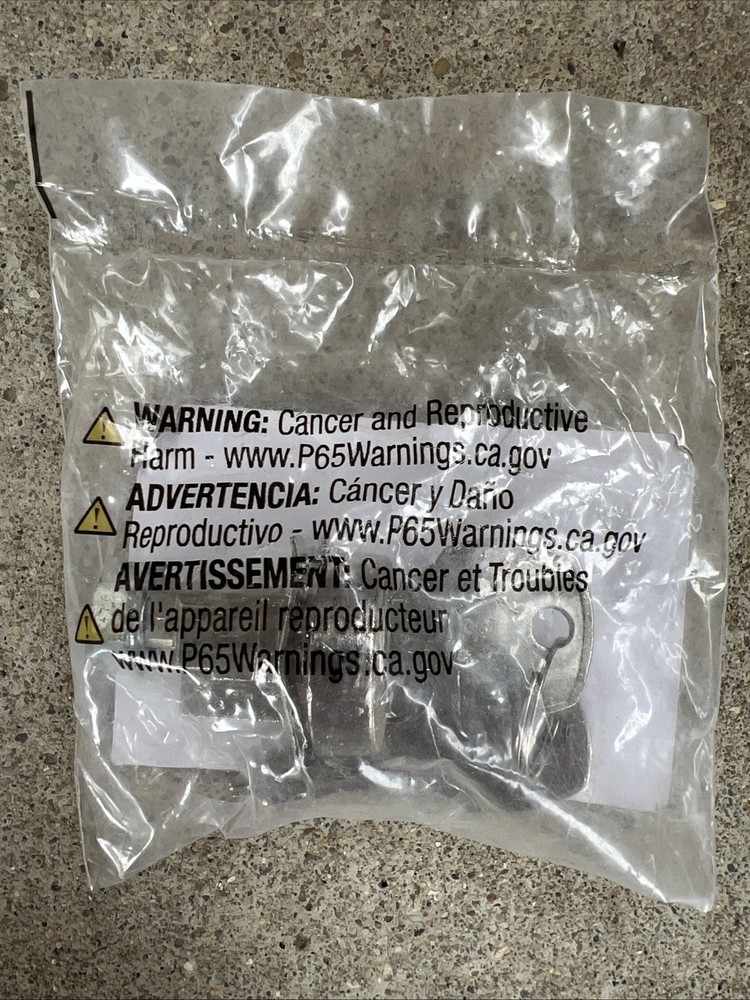 WARNING: Cancer and Reproductive
Harm - www.P65Warnings.ca.gov
ADVERTENCIA: Cáncer y Daño
Reproductivo - www.P65Warnings.ca.gov
AVERTISSEMENT: Cancer et Troubles
de l'appareil reproducteur
www.P65Warnings.ca.gov